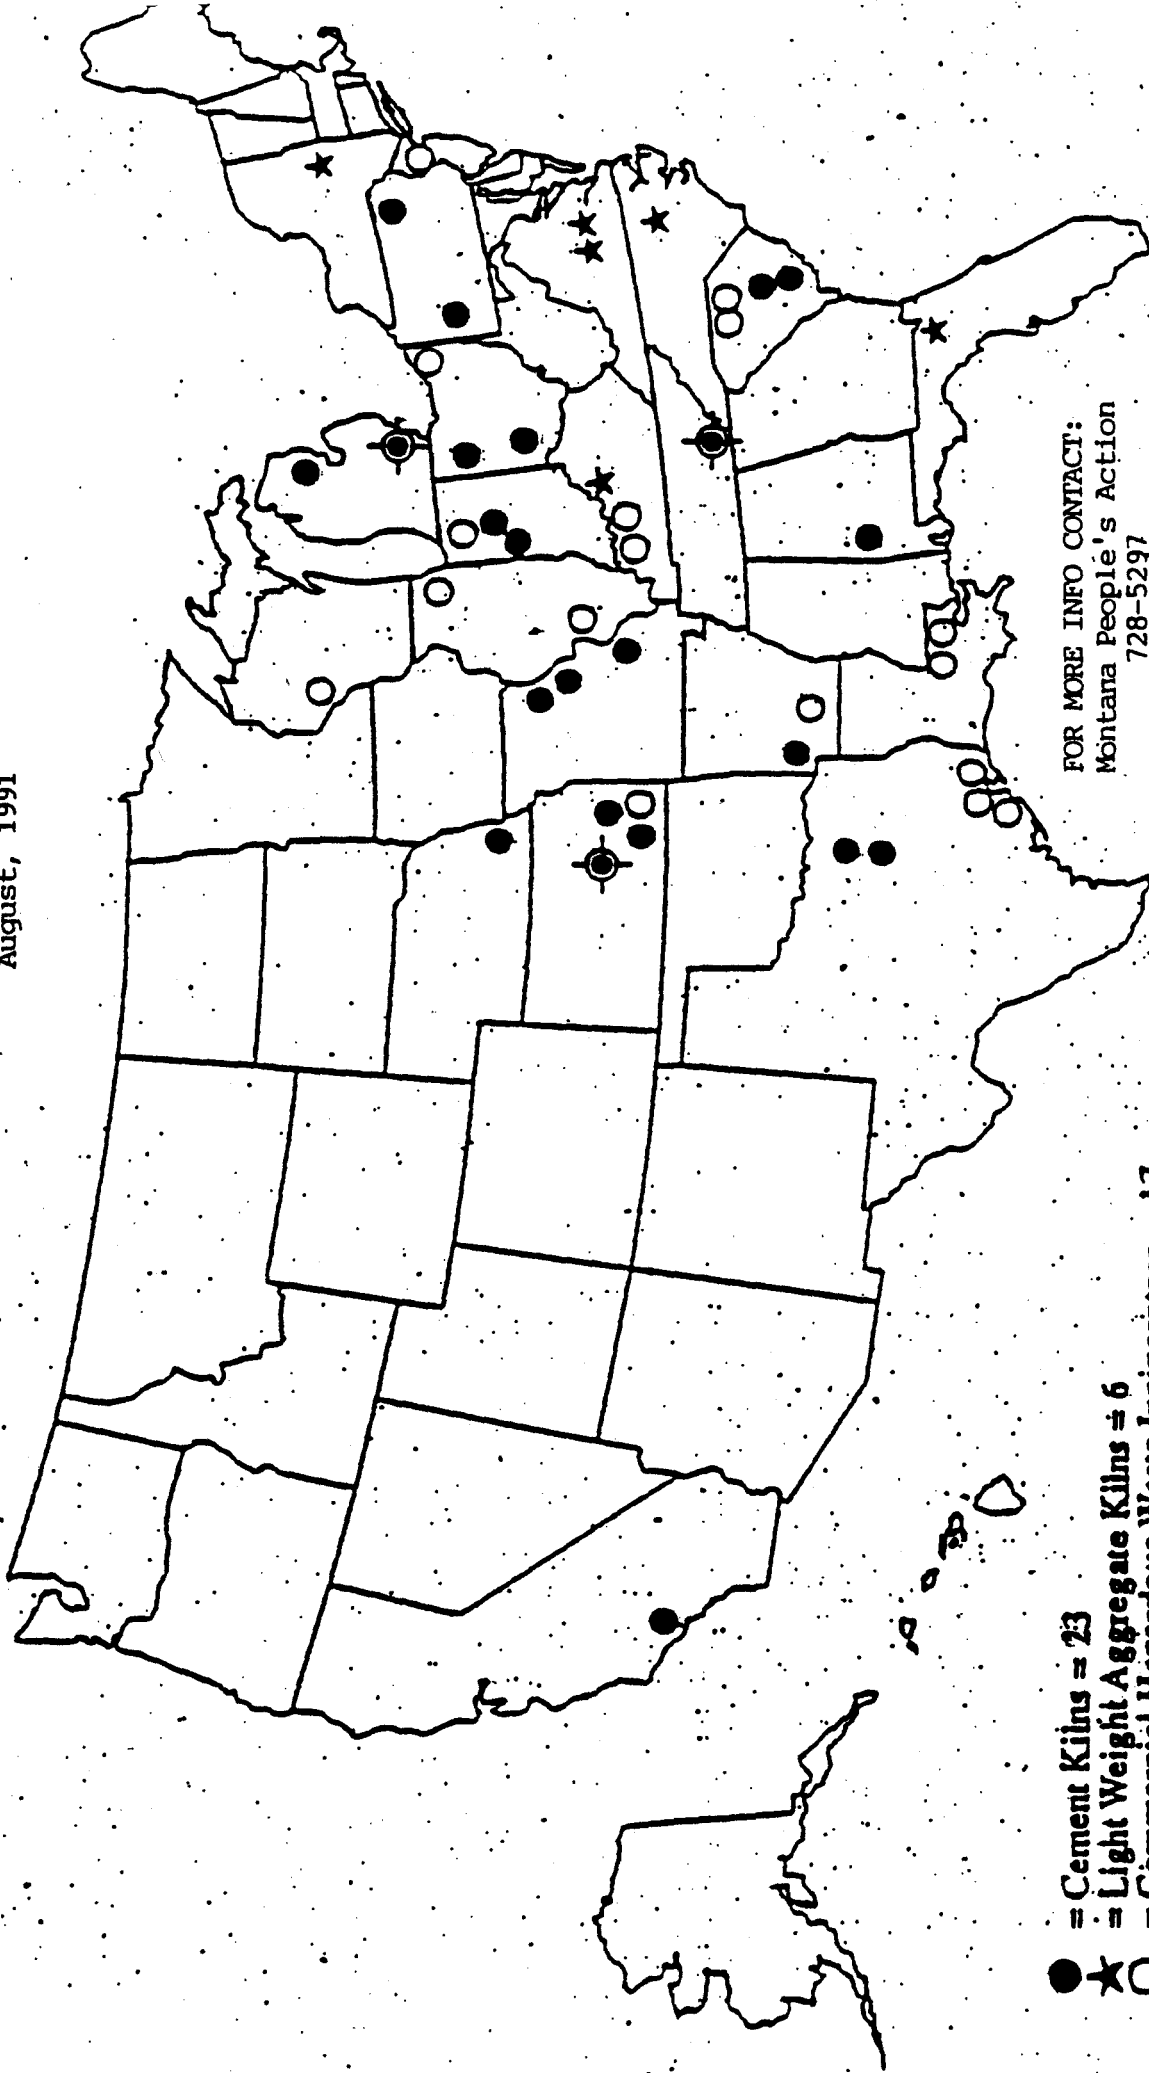 August, 1991
FOR MORE INFO CONTACT:
Montana People's Action
728-5297
= Cement Kilns = 23
= Light Weight Aggregate Kilns = 6